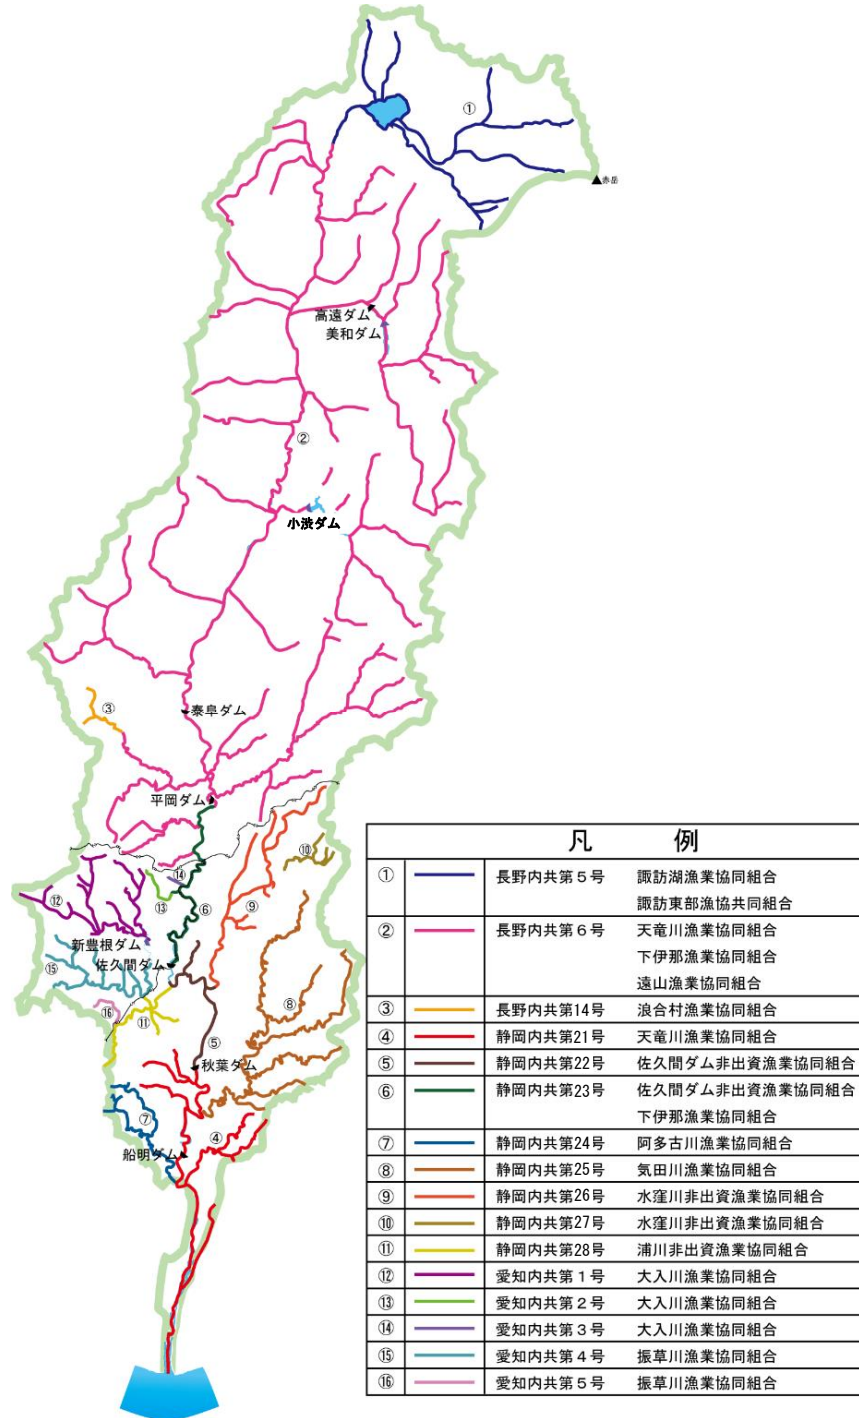 ①
赤岳
高遠ダム
美和ダム
②
小渋ダム
③
泰阜ダム
平岡ダム
⑩
⑭
⑫
⑬
⑥
⑨
新豊根ダム
佐久間ダム
⑮
⑧
⑯
⑪
⑤
秋葉ダム
⑦
④
船明ダム
凡 例
① 長野内共第5号 諏訪湖漁業協同組合
諏訪東部漁協共同組合
② 長野内共第6号 天竜川漁業協同組合
下伊那漁業協同組合
遠山漁業協同組合
③ 長野内共第14号 浪合村漁業協同組合
④ 静岡内共第21号 天竜川漁業協同組合
⑤ 静岡内共第22号 佐久間ダム非出資漁業協同組合
⑥ 静岡内共第23号 佐久間ダム非出資漁業協同組合
下伊那漁業協同組合
⑦ 静岡内共第24号 阿多古川漁業協同組合
⑧ 静岡内共第25号 気田川漁業協同組合
⑨ 静岡内共第26号 水窪川非出資漁業協同組合
⑩ 静岡内共第27号 水窪川非出資漁業協同組合
⑪ 静岡内共第28号 浦川非出資漁業協同組合
⑫ 愛知内共第1号 大入川漁業協同組合
⑬ 愛知内共第2号 大入川漁業協同組合
⑭ 愛知内共第3号 大入川漁業協同組合
⑮ 愛知内共第4号 振草川漁業協同組合
⑯ 愛知内共第5号 振草川漁業協同組合